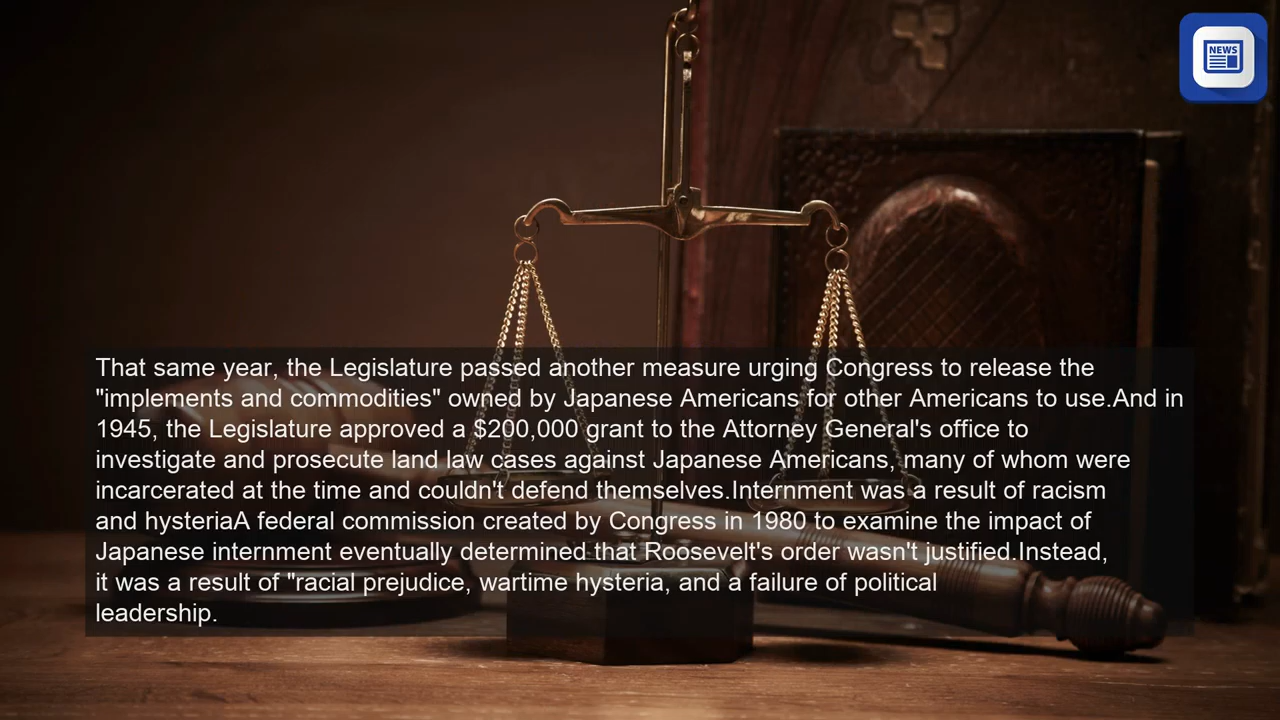 NEWS
That same year, the Legislature passed another measure urging Congress to release the
"implements and commodities" owned by Japanese Americans for other Americans to use.And in
1945, the Legislature approved a $200,000 grant to the Attorney General's office to
investigate and prosecute land law cases against Japanese Americans, many of whom were
incarcerated at the time and couldn't defend themselves.Internment was a result of racism
and hysteriaA federal commission created by Congress in 1980 to examine the impact of
Japanese internment eventually determined that Roosevelt's order wasn't justified.Instead,
it was a result of "racial prejudice, wartime hysteria, and a failure of political
leadership.